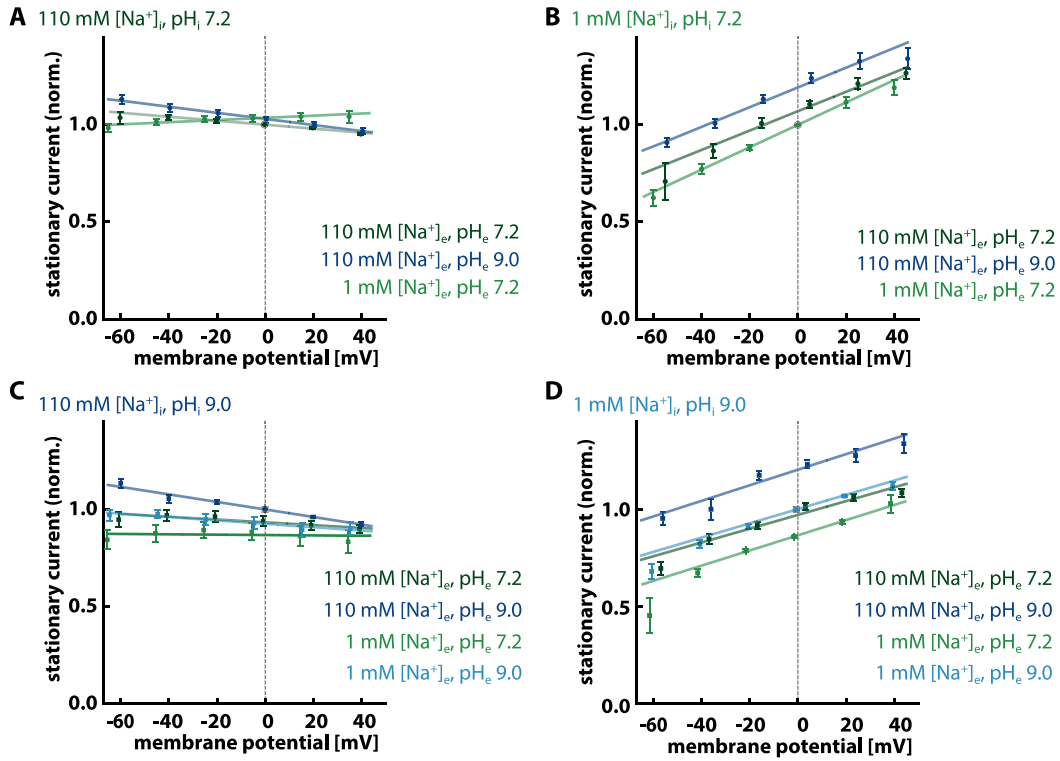 A
110 mM [Na⁺]ᵢ, pHᵢ 7.2
stationary current (norm.)
1.0
0.5
0.0
110 mM [Na⁺]ₑ, pHₑ 7.2
110 mM [Na⁺]ₑ, pHₑ 9.0
1 mM [Na⁺]ₑ, pHₑ 7.2
-60 -40 -20 0 20 40
membrane potential [mV]
B
1 mM [Na⁺]ᵢ, pHᵢ 7.2
stationary current (norm.)
1.0
0.5
0.0
110 mM [Na⁺]ₑ, pHₑ 7.2
110 mM [Na⁺]ₑ, pHₑ 9.0
1 mM [Na⁺]ₑ, pHₑ 7.2
-60 -40 -20 0 20 40
membrane potential [mV]
C
110 mM [Na⁺]ᵢ, pHᵢ 9.0
stationary current (norm.)
1.0
0.5
0.0
110 mM [Na⁺]ₑ, pHₑ 7.2
110 mM [Na⁺]ₑ, pHₑ 9.0
1 mM [Na⁺]ₑ, pHₑ 7.2
1 mM [Na⁺]ₑ, pHₑ 9.0
-60 -40 -20 0 20 40
membrane potential [mV]
D
1 mM [Na⁺]ᵢ, pHᵢ 9.0
stationary current (norm.)
1.0
0.5
0.0
110 mM [Na⁺]ₑ, pHₑ 7.2
110 mM [Na⁺]ₑ, pHₑ 9.0
1 mM [Na⁺]ₑ, pHₑ 7.2
1 mM [Na⁺]ₑ, pHₑ 9.0
-60 -40 -20 0 20 40
membrane potential [mV]